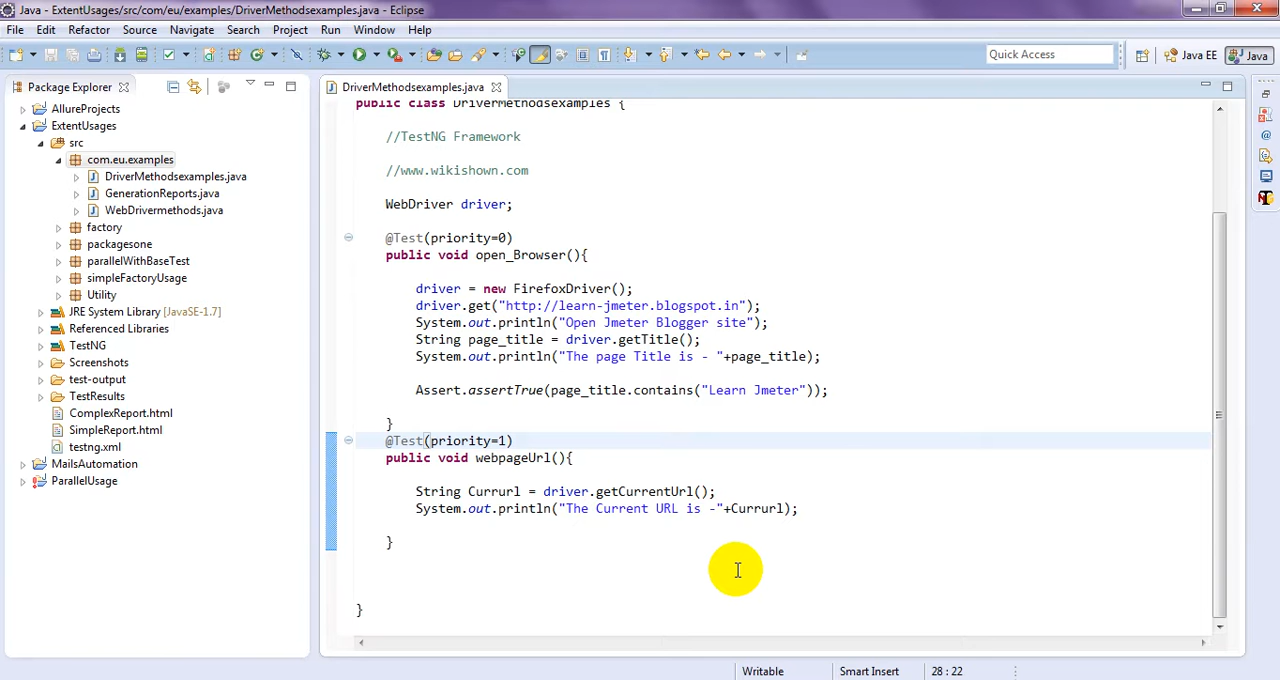 Java - ExtentUsages/src/com/eu/examples/DriverMethodsexamples.java - Eclipse
File Edit Refactor Source Navigate Search Project Run Window Help
Quick Access
Java EE
Java
Package Explorer
AllureProjects
ExtentUsages
src
com.eu.examples
DriverMethodsexamples.java
GenerationReports.java
WebDrivermethods.java
factory
packagesone
parallelWithBaseTest
simpleFactoryUsage
Utility
JRE System Library [JavaSE-1.7]
Referenced Libraries
TestNG
Screenshots
test-output
TestResults
ComplexReport.html
SimpleReport.html
testng.xml
MailsAutomation
ParallelUsage
DriverMethodsexamples.java
public class DriverMethodsexamples {
//TestNG Framework
//www.wikishown.com
WebDriver driver;
@Test(priority=0)
public void open_Browser(){
driver = new FirefoxDriver();
driver.get("http://learn-jmeter.blogspot.in");
System.out.println("Open Jmeter Blogger site");
String page_title = driver.getTitle();
System.out.println("The page Title is - "+page_title);
Assert.assertTrue(page_title.contains("Learn Jmeter"));
}
@Test(priority=1)
public void webpageUrl(){
String Currurl = driver.getCurrentUrl();
System.out.println("The Current URL is -"+Currurl);
}
}
Writable
Smart Insert
28 : 22